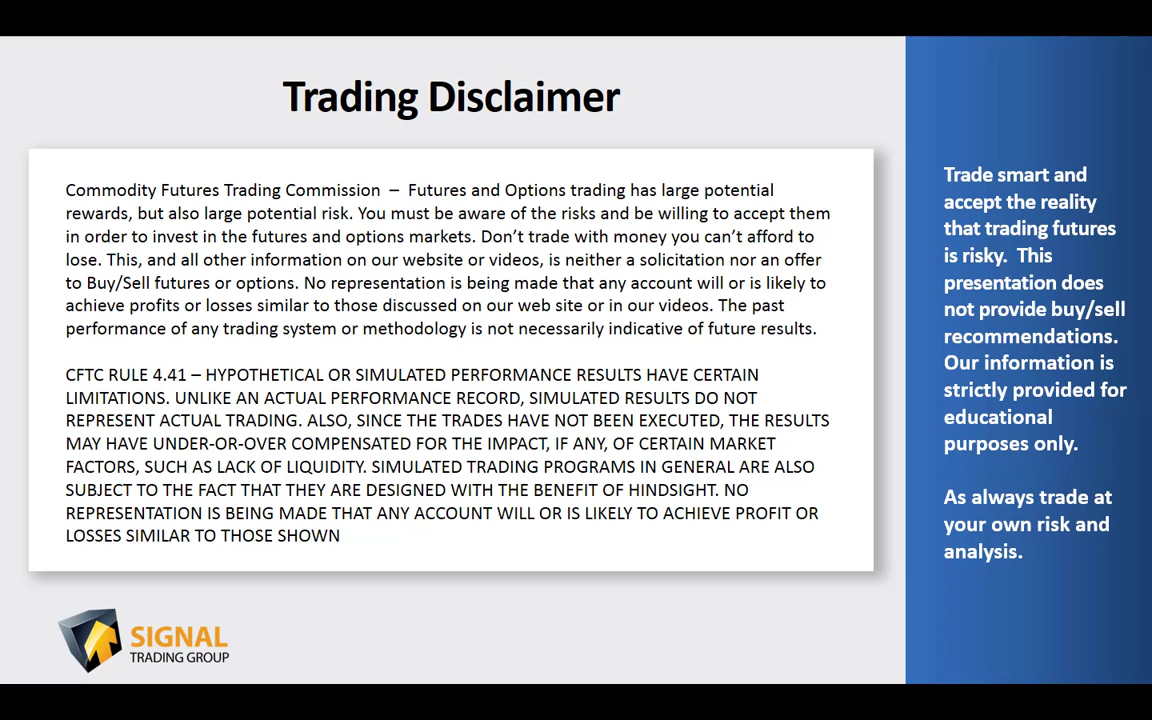 Trading Disclaimer
Commodity Futures Trading Commission – Futures and Options trading has large potential
rewards, but also large potential risk. You must be aware of the risks and be willing to accept them
in order to invest in the futures and options markets. Don’t trade with money you can’t afford to
lose. This, and all other information on our website or videos, is neither a solicitation nor an offer
to Buy/Sell futures or options. No representation is being made that any account will or is likely to
achieve profits or losses similar to those discussed on our web site or in our videos. The past
performance of any trading system or methodology is not necessarily indicative of future results.
CFTC RULE 4.41 – HYPOTHETICAL OR SIMULATED PERFORMANCE RESULTS HAVE CERTAIN
LIMITATIONS. UNLIKE AN ACTUAL PERFORMANCE RECORD, SIMULATED RESULTS DO NOT
REPRESENT ACTUAL TRADING. ALSO, SINCE THE TRADES HAVE NOT BEEN EXECUTED, THE RESULTS
MAY HAVE UNDER-OR-OVER COMPENSATED FOR THE IMPACT, IF ANY, OF CERTAIN MARKET
FACTORS, SUCH AS LACK OF LIQUIDITY. SIMULATED TRADING PROGRAMS IN GENERAL ARE ALSO
SUBJECT TO THE FACT THAT THEY ARE DESIGNED WITH THE BENEFIT OF HINDSIGHT. NO
REPRESENTATION IS BEING MADE THAT ANY ACCOUNT WILL OR IS LIKELY TO ACHIEVE PROFIT OR
LOSSES SIMILAR TO THOSE SHOWN
SIGNAL
TRADING GROUP
Trade smart and
accept the reality
that trading futures
is risky. This
presentation does
not provide buy/sell
recommendations.
Our information is
strictly provided for
educational
purposes only.
As always trade at
your own risk and
analysis.